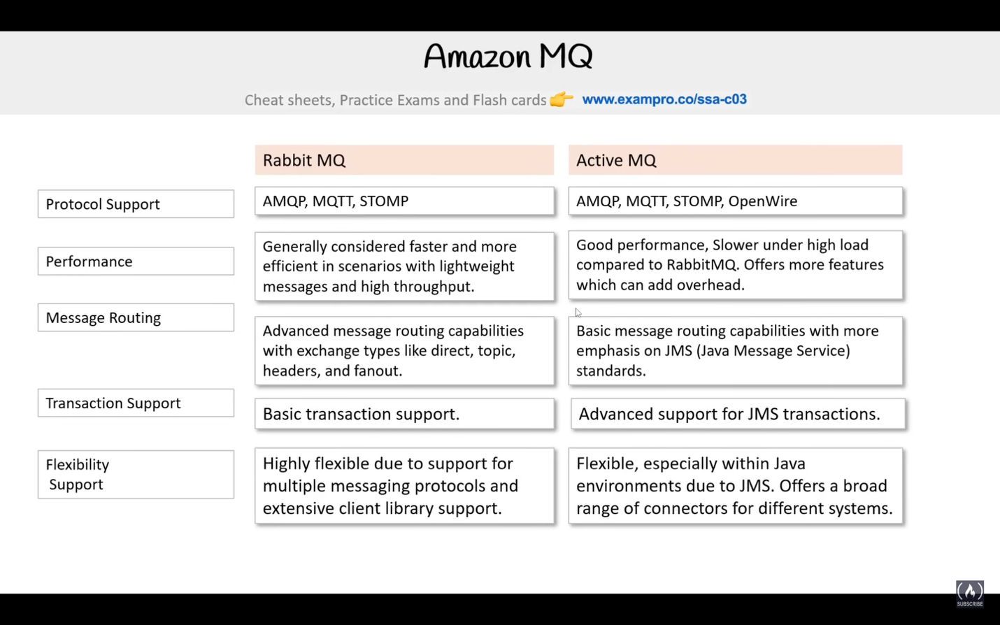 Amazon MQ
Cheat sheets, Practice Exams and Flash cards 👉 www.exampro.co/ssa-c03
Rabbit MQ
Active MQ
Protocol Support
AMQP, MQTT, STOMP
AMQP, MQTT, STOMP, OpenWire
Performance
Generally considered faster and more
efficient in scenarios with lightweight
messages and high throughput.
Good performance, Slower under high load
compared to RabbitMQ. Offers more features
which can add overhead.
Message Routing
Advanced message routing capabilities
with exchange types like direct, topic,
headers, and fanout.
Basic message routing capabilities with more
emphasis on JMS (Java Message Service)
standards.
Transaction Support
Basic transaction support.
Advanced support for JMS transactions.
Flexibility
Support
Highly flexible due to support for
multiple messaging protocols and
extensive client library support.
Flexible, especially within Java
environments due to JMS. Offers a broad
range of connectors for different systems.
SUBSCRIBE